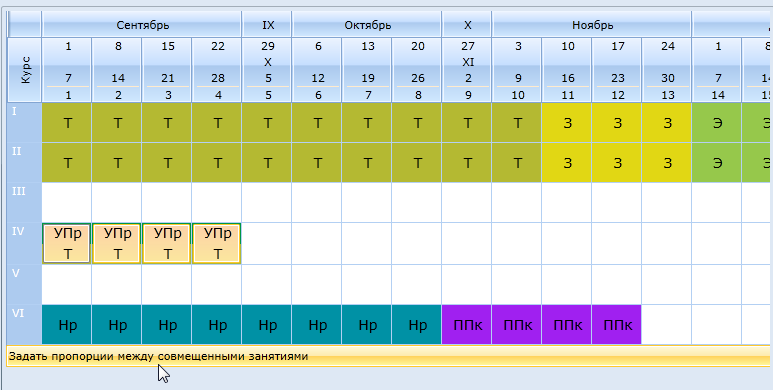 Сентябрь IX Октябрь X Ноябрь
Курс
1 8 15 22 29 6 13 20 27 3 10 17 24 1 8
X XI
7 14 21 28 5 12 19 26 2 9 16 23 30 7 14
1 2 3 4 5 6 7 8 9 10 11 12 13 14 15
I Т Т Т Т Т Т Т Т Т Т З З З Э Э
II Т Т Т Т Т Т Т Т Т Т З З З Э Э
III
IV УПр УПр УПр УПр
Т Т Т Т
V
VI Нр Нр Нр Нр Нр Нр Нр Нр ППк ППк ППк ППк
Задать пропорции между совмещенными занятиями